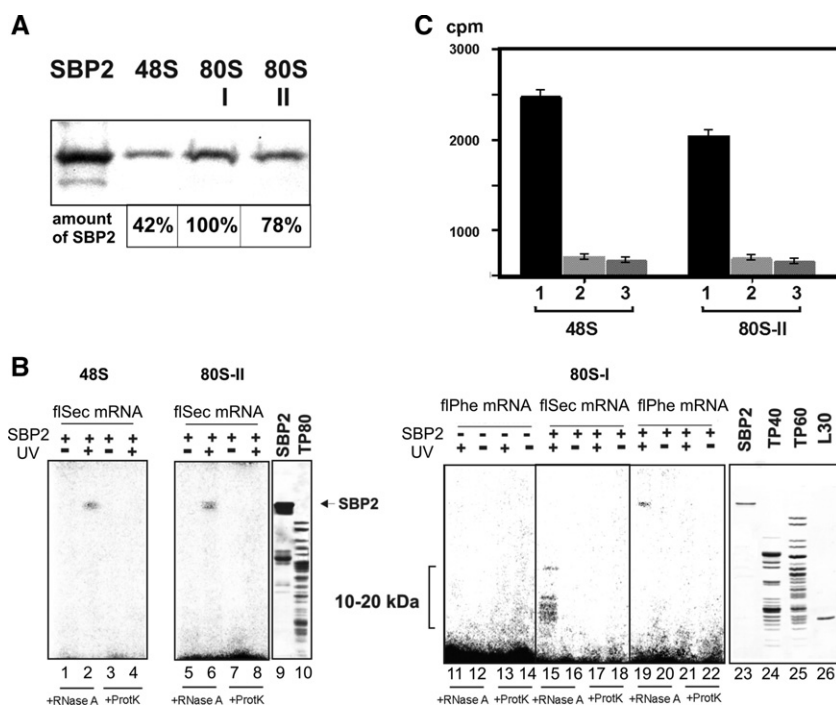 A
SBP2 48S 80S I 80S II
amount of SBP2 42% 100% 78%
C
cpm
3000
2000
1000
1 2 3 1 2 3
48S 80S-II
B
48S 80S-II 80S-I
flSec mRNA flSec mRNA flPhe mRNA flSec mRNA flPhe mRNA
SBP2 + + + + + + + + SBP2 TP80
UV - + - + - + - +
SBP2 - - - - + + + + + + + + SBP2 TP40 TP60 L30
UV + - + - + - + - + - + -
SBP2
10-20 kDa
1 2 3 4 5 6 7 8 9 10
+RNase A +ProtK +RNase A +ProtK
11 12 13 14 15 16 17 18 19 20 21 22 23 24 25 26
+RNase A +ProtK +RNase A +ProtK +RNase A +ProtK